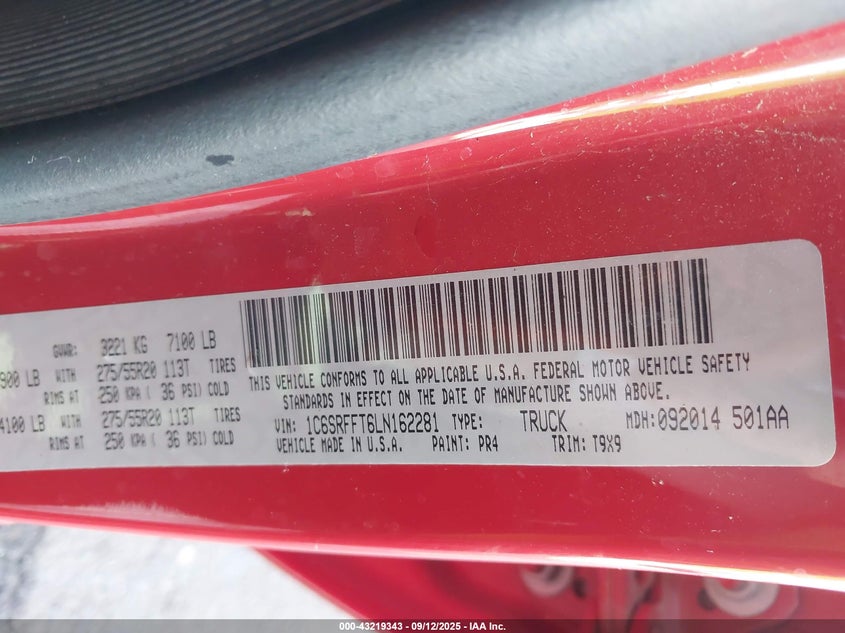 GVWR: 3221 KG 7100 LB
900 LB WITH 275/55R20 113T TIRES
RIMS AT 250 KPA ( 36 PSI) COLD
4100 LB WITH 275/55R20 113T TIRES
RIMS AT 250 KPA ( 36 PSI) COLD
THIS VEHICLE CONFORMS TO ALL APPLICABLE U.S.A. FEDERAL MOTOR VEHICLE SAFETY
STANDARDS IN EFFECT ON THE DATE OF MANUFACTURE SHOWN ABOVE.
VIN: 1C6SRFFT6LN162281 TYPE: TRUCK MDH: 092014 501AA
VEHICLE MADE IN U.S.A. PAINT: PR4 TRIM: T9X9
000-43219343 - 09/12/2025 - IAA Inc.